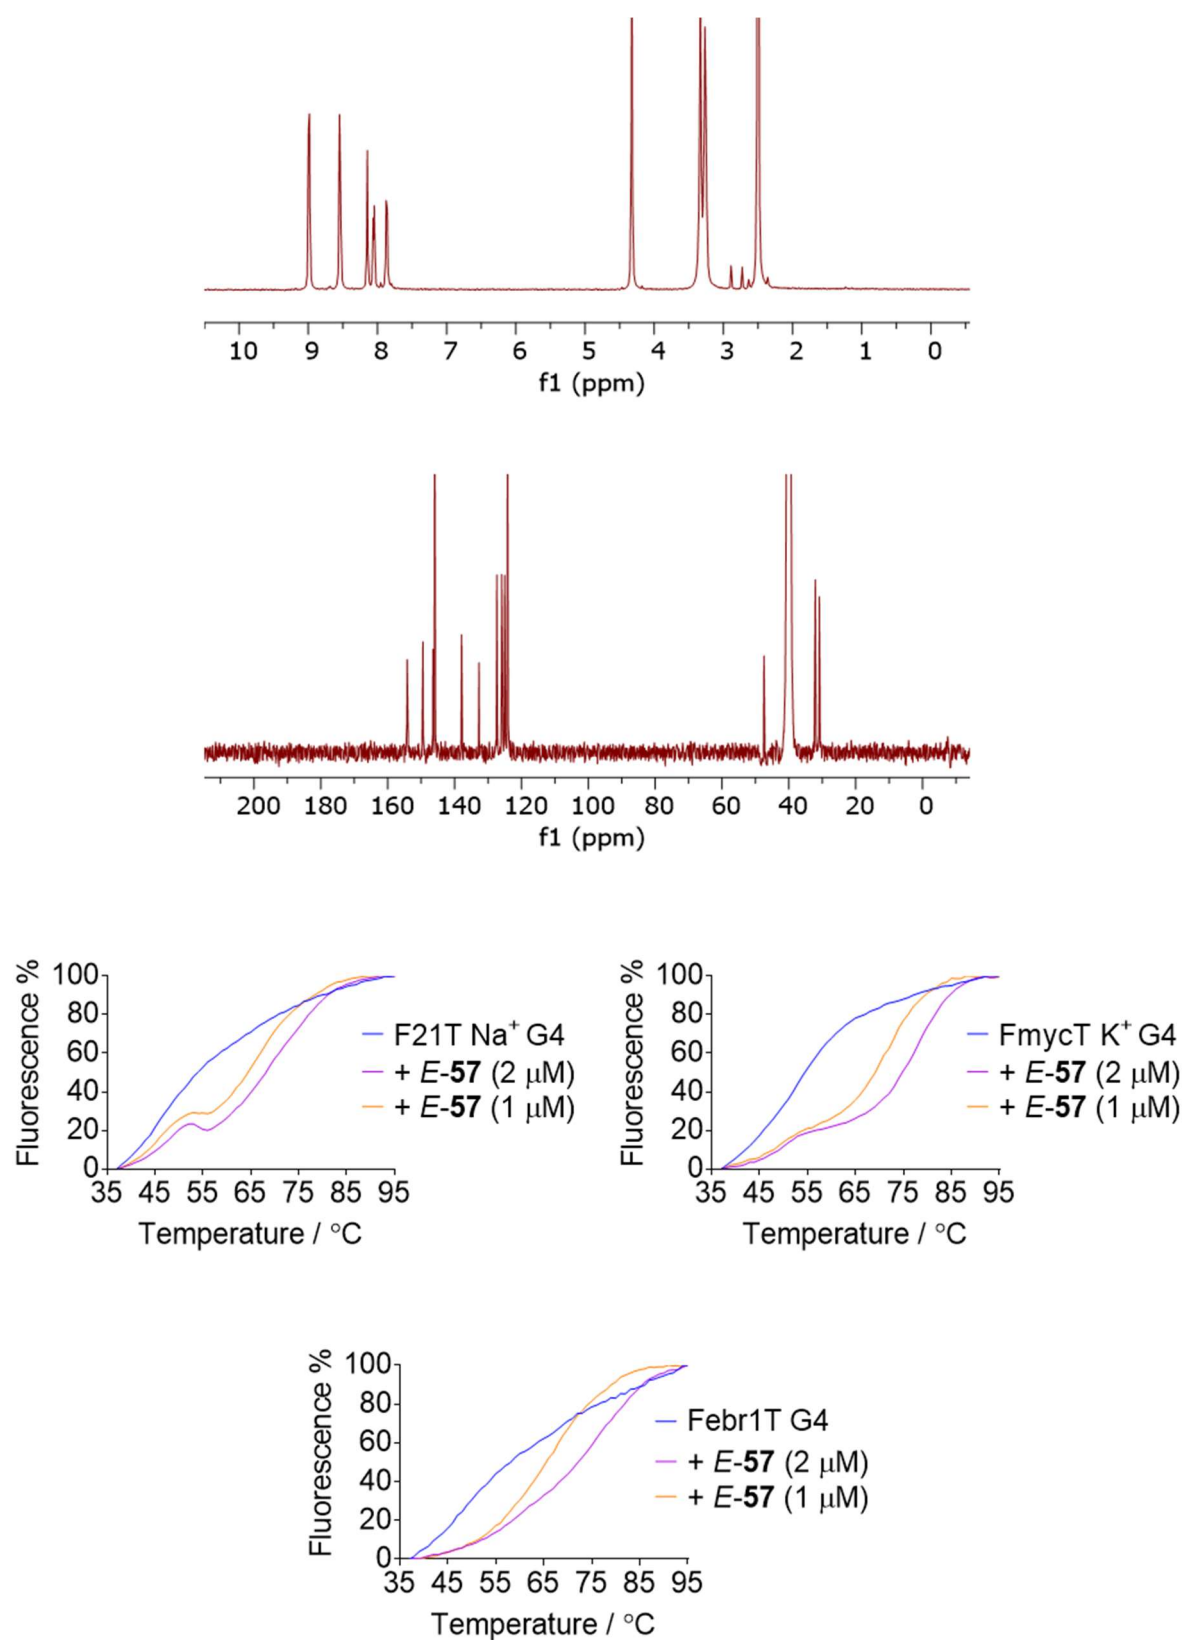 10 9 8 7 6 5 4 3 2 1 0
f1 (ppm)
200 180 160 140 120 100 80 60 40 20 0
f1 (ppm)
Fluorescence %
100
80
60
40
20
0
35 45 55 65 75 85 95
Temperature / °C
F21T Na⁺ G4
+ E-57 (2 μM)
+ E-57 (1 μM)
Fluorescence %
100
80
60
40
20
0
35 45 55 65 75 85 95
Temperature / °C
FmycT K⁺ G4
+ E-57 (2 μM)
+ E-57 (1 μM)
Fluorescence %
100
80
60
40
20
0
35 45 55 65 75 85 95
Temperature / °C
Febr1T G4
+ E-57 (2 μM)
+ E-57 (1 μM)